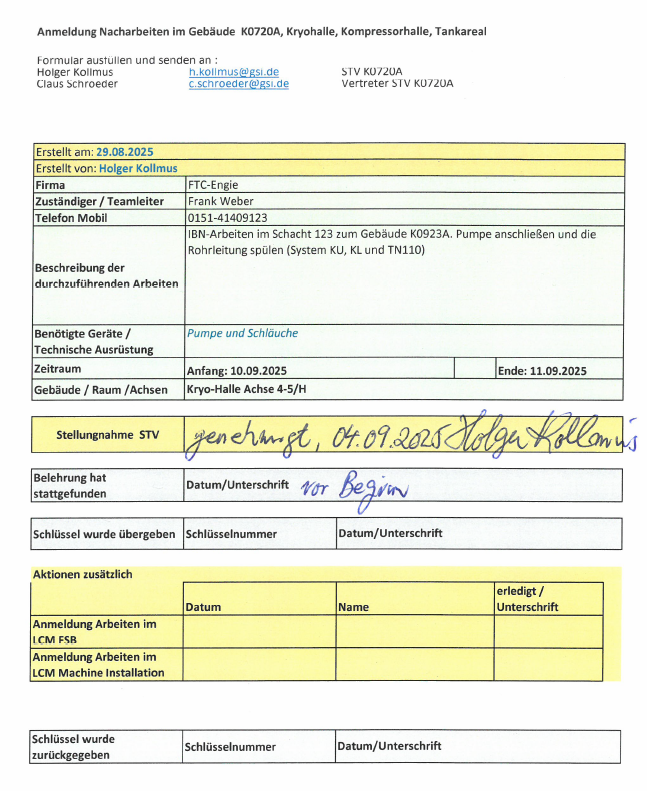 Anmeldung Nacharbeiten im Gebäude K0720A, Kryohalle, Kompressorhalle, Tankareal
Formular ausfüllen und senden an :
Holger Kollmus h.kollmus@gsi.de STV K0720A
Claus Schroeder c.schroeder@gsi.de Vertreter STV K0720A
Erstellt am: 29.08.2025
Erstellt von: Holger Kollmus
Firma FTC-Engie
Zuständiger / Teamleiter Frank Weber
Telefon Mobil 0151-41409123
Beschreibung der
durchzuführenden Arbeiten
IBN-Arbeiten im Schacht 123 zum Gebäude K0923A. Pumpe anschließen und die
Rohrleitung spülen (System KU, KL und TN110)
Benötigte Geräte /
Technische Ausrüstung
Pumpe und Schläuche
Zeitraum Anfang: 10.09.2025 Ende: 11.09.2025
Gebäude / Raum /Achsen Kryo-Halle Achse 4-5/H
Stellungnahme STV genehmigt, 04.09.2025 Holger Kollmus
Belehrung hat
stattgefunden
Datum/Unterschrift vor Beginn
Schlüssel wurde übergeben Schlüsselnummer Datum/Unterschrift
Aktionen zusätzlich
Datum Name erledigt /
Unterschrift
Anmeldung Arbeiten im
LCM FSB
Anmeldung Arbeiten im
LCM Machine Installation
Schlüssel wurde
zurückgegeben
Schlüsselnummer Datum/Unterschrift